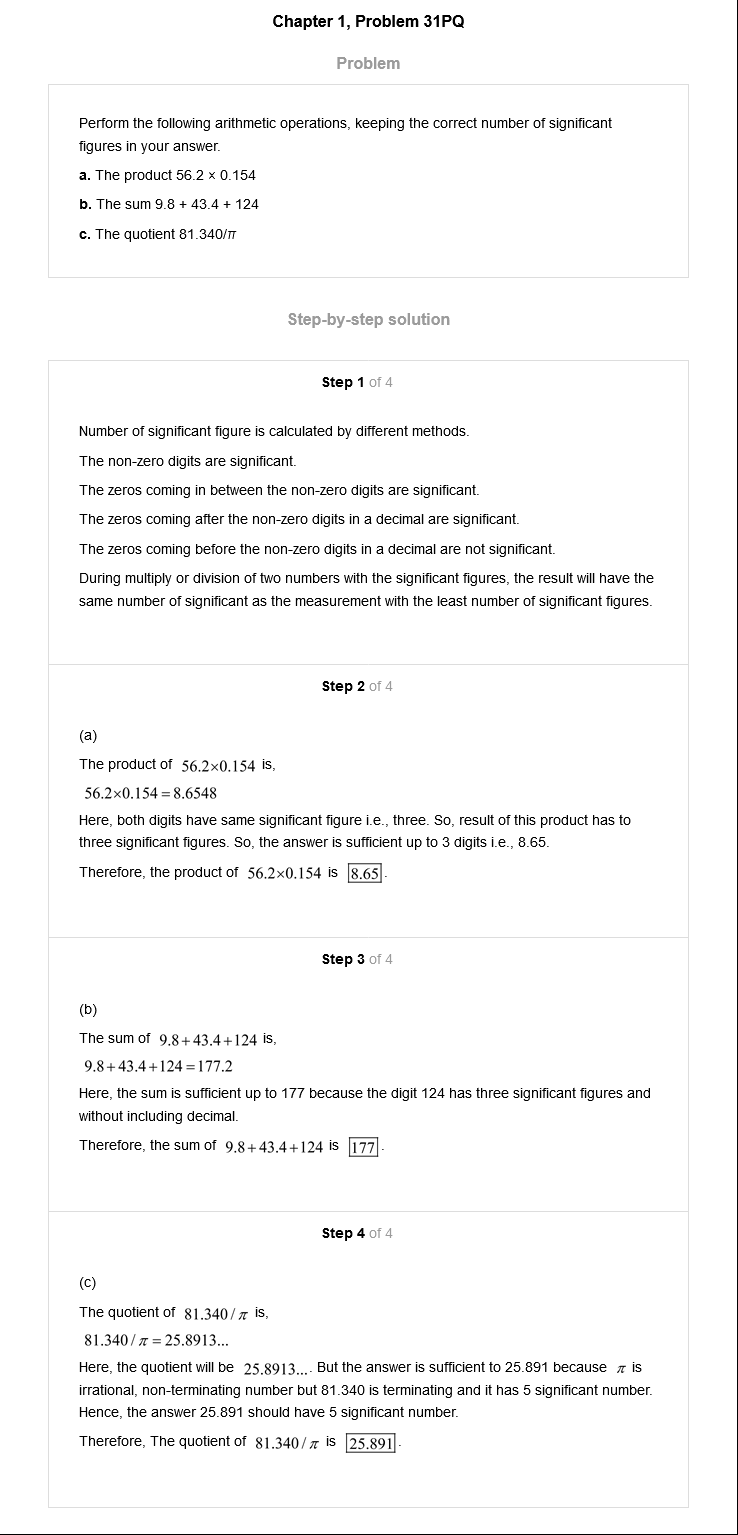 Chapter 1, Problem 31PQ
Problem
Perform the following arithmetic operations, keeping the correct number of significant
figures in your answer.
a. The product 56.2 × 0.154
b. The sum 9.8 + 43.4 + 124
c. The quotient 81.340/π
Step-by-step solution
Step 1 of 4
Number of significant figure is calculated by different methods.
The non-zero digits are significant.
The zeros coming in between the non-zero digits are significant.
The zeros coming after the non-zero digits in a decimal are significant.
The zeros coming before the non-zero digits in a decimal are not significant.
During multiply or division of two numbers with the significant figures, the result will have the
same number of significant as the measurement with the least number of significant figures.
Step 2 of 4
(a)
The product of 56.2×0.154 is,
56.2×0.154 = 8.6548
Here, both digits have same significant figure i.e., three. So, result of this product has to
three significant figures. So, the answer is sufficient up to 3 digits i.e., 8.65.
Therefore, the product of 56.2×0.154 is 8.65.
Step 3 of 4
(b)
The sum of 9.8+43.4+124 is,
9.8+43.4+124 = 177.2
Here, the sum is sufficient up to 177 because the digit 124 has three significant figures and
without including decimal.
Therefore, the sum of 9.8+43.4+124 is 177.
Step 4 of 4
(c)
The quotient of 81.340/π is,
81.340/π = 25.8913...
Here, the quotient will be 25.8913.... But the answer is sufficient to 25.891 because π is
irrational, non-terminating number but 81.340 is terminating and it has 5 significant number.
Hence, the answer 25.891 should have 5 significant number.
Therefore, The quotient of 81.340/π is 25.891.